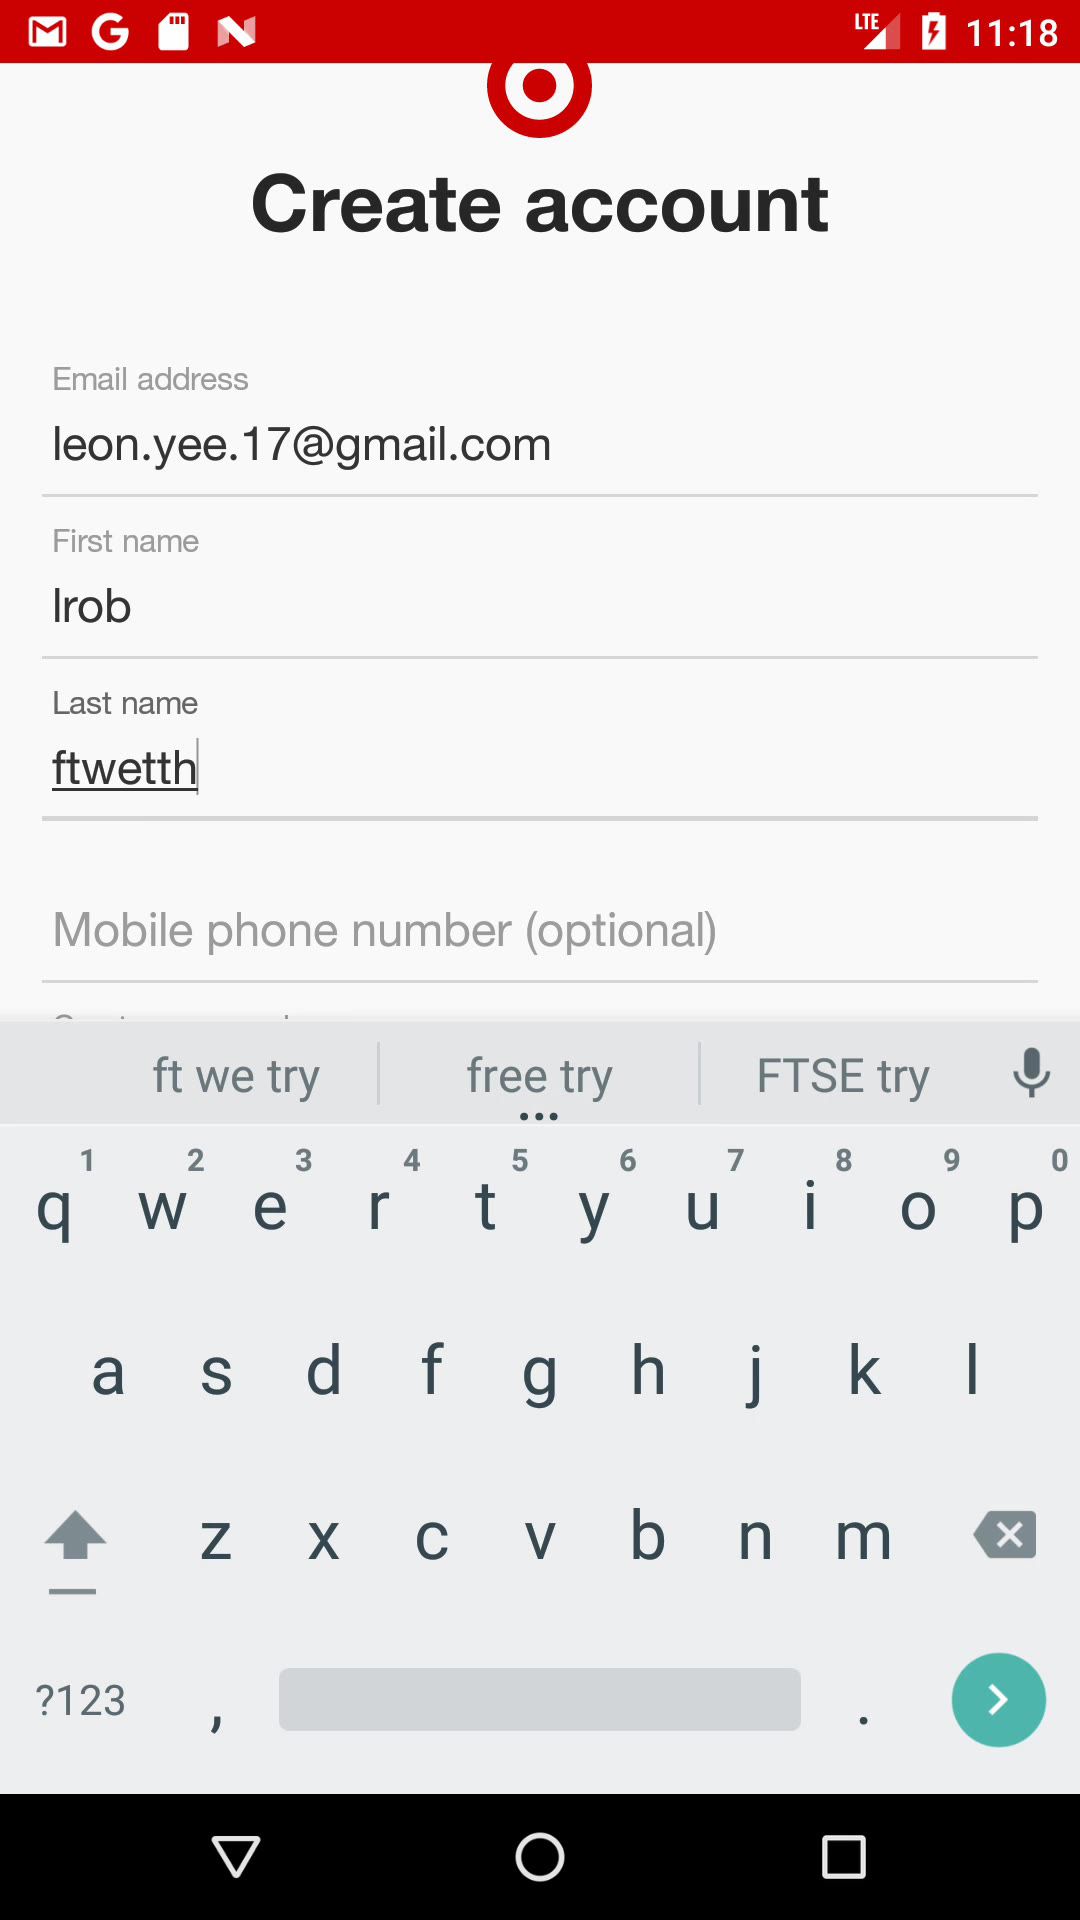 LTE 11:18
Create account
Email address
leon.yee.17@gmail.com
First name
lrob
Last name
ftwetth
Mobile phone number (optional)
ft we try free try FTSE try
1 2 3 4 5 6 7 8 9 0
q w e r t y u i o p
a s d f g h j k l
z x c v b n m
?123 , .